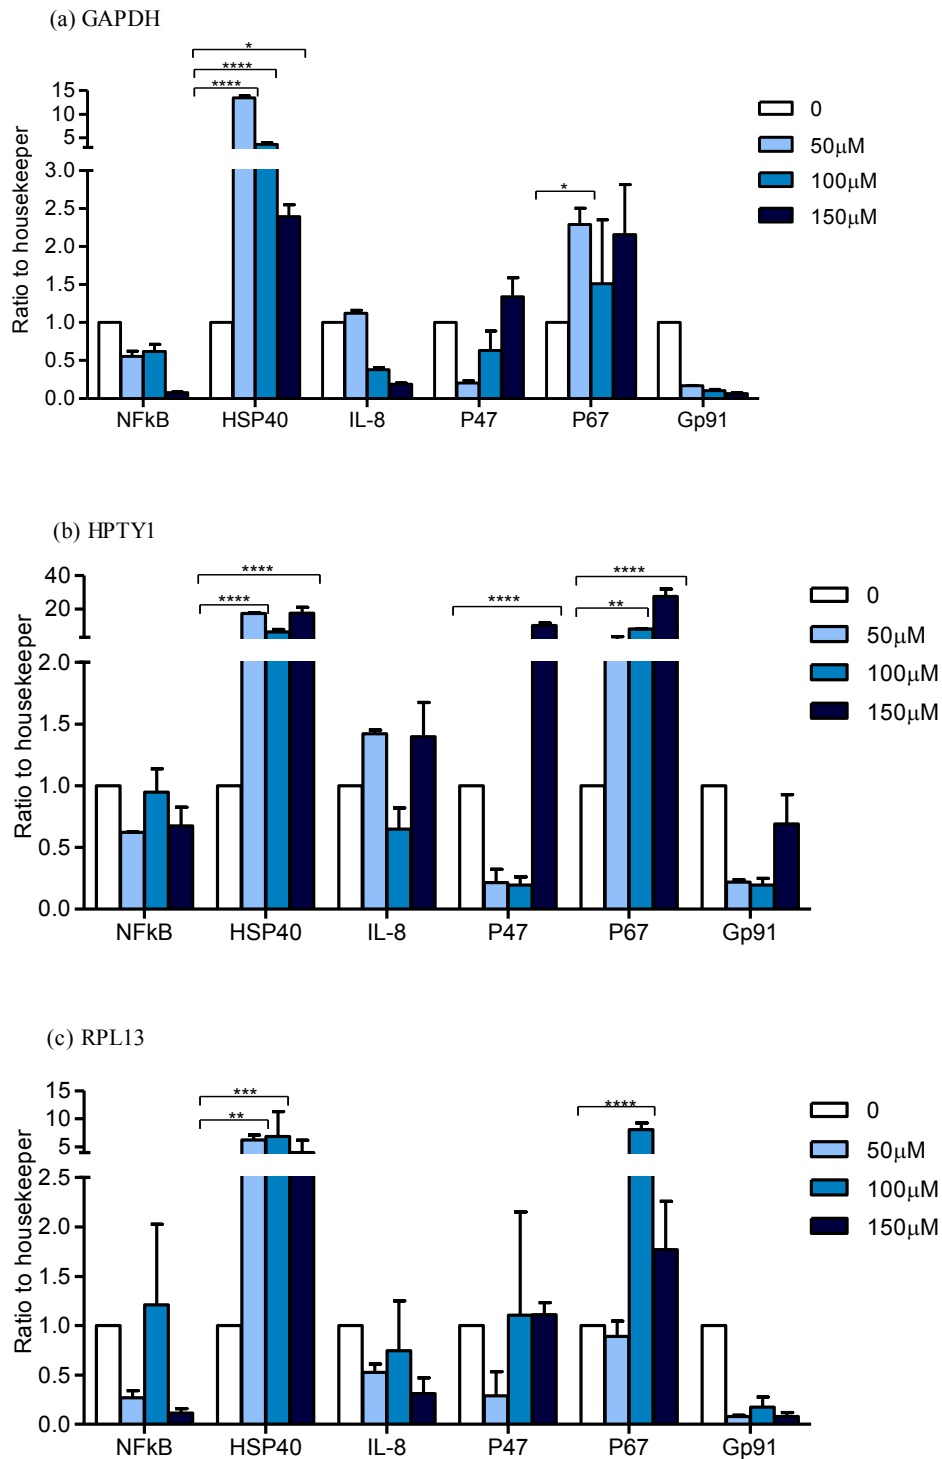 (a) GAPDH
*
****
****
15
10
5
3.0
2.5
*
2.0
1.5
1.0
0.5
0.0
Ratio to housekeeper
NFkB HSP40 IL-8 P47 P67 Gp91
0
50μM
100μM
150μM
(b) HPTY1
40
20
2.0
1.5
1.0
0.5
0.0
Ratio to housekeeper
****
****
****
****
**
NFkB HSP40 IL-8 P47 P67 Gp91
0
50μM
100μM
150μM
(c) RPL13
15
10
5
2.5
2.0
1.5
1.0
0.5
0.0
Ratio to housekeeper
***
**
****
NFkB HSP40 IL-8 P47 P67 Gp91
0
50μM
100μM
150μM